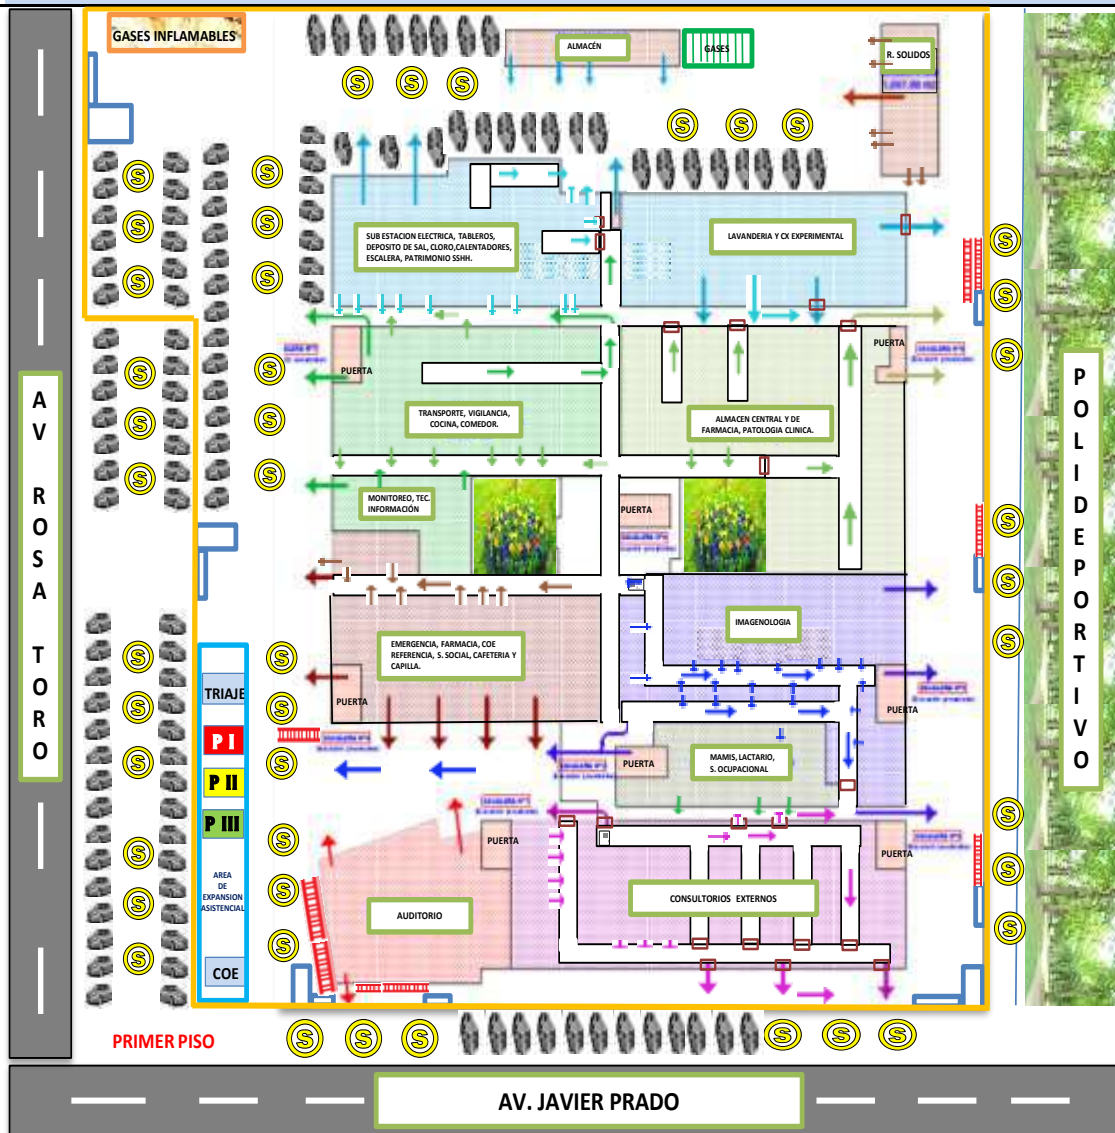 GASES INFLAMABLES
ALMACÉN
GASES
R. SOLIDOS
S S S
S S S
S S S
S S S
S S S
SUB ESTACION ELECTRICA, TABLEROS,
DEPOSITO DE SAL, CLORO,CALENTADORES,
ESCALERA, PATRIMONIO SSHH.
LAVANDERIA Y CX EXPERIMENTAL
S S S
PUERTA
PUERTA
S S S
S S S
TRANSPORTE, VIGILANCIA,
COCINA, COMEDOR.
ALMACEN CENTRAL Y DE
FARMACIA, PATOLOGIA CLINICA.
AV ROSA TORO
POLIDEPORTIVO
MONITOREO, TEC.
INFORMACIÓN
PUERTA
S S S
IMAGENOLOGIA
EMERGENCIA, FARMACIA, COE
REFERENCIA, S. SOCIAL, CAFETERIA Y
CAPILLA.
S S S
S S S
TRIAJE
PUERTA
PUERTA
P I
P II
P III
MAMIS, LACTARIO,
S. OCUPACIONAL
PUERTA
S S S
S S S
S S S
PUERTA
PUERTA
AREA
DE
EXPANSION
ASISTENCIAL
AUDITORIO
CONSULTORIOS EXTERNOS
COE
PRIMER PISO
S S S
S S S
AV. JAVIER PRADO